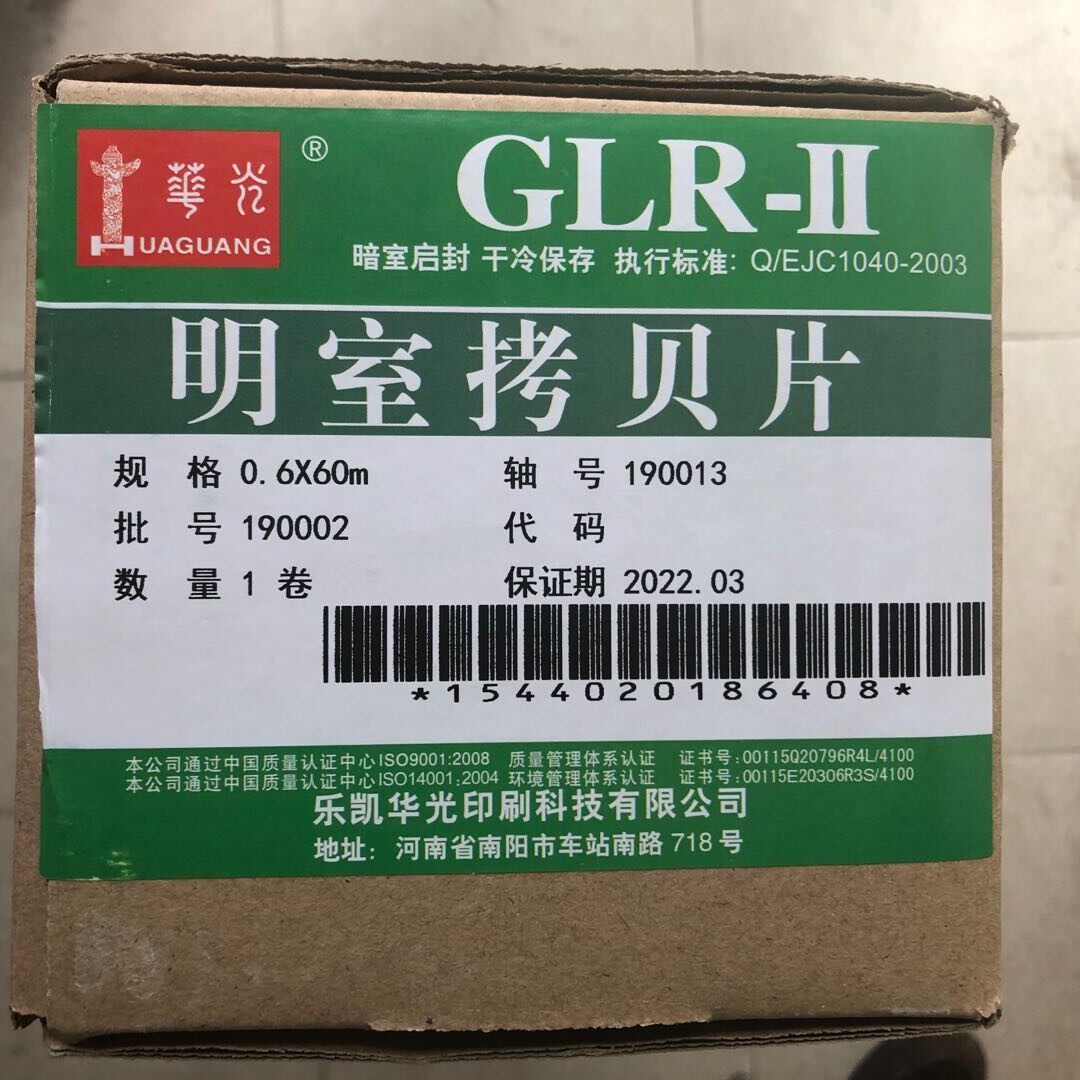 華光
HUAGUANG
®
GLR-Ⅱ
暗室启封 干冷保存 执行标准: Q/EJC1040-2003
明室拷贝片
规 格 0.6X60m 轴 号 190013
批 号 190002 代 码
数 量 1 卷 保证期 2022.03
*1544020186408*
本公司通过中国质量认证中心ISO9001:2008 质量管理体系认证 证书号:00115Q20796R4L/4100
本公司通过中国质量认证中心ISO14001:2004 环境管理体系认证 证书号:00115E20306R3S/4100
乐凯华光印刷科技有限公司
地址: 河南省南阳市车站南路 718 号